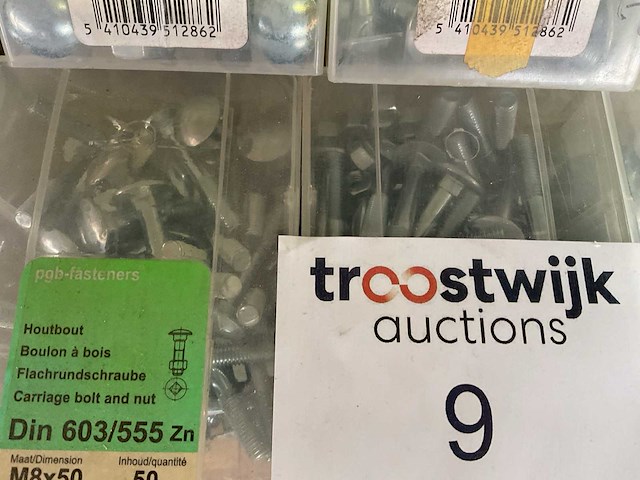 5 410439 512862
5 410439 512862
pgb-fasteners
Houtbout
Boulon à bois
Flachrundschraube
Carriage bolt and nut
Din 603/555 Zn
Maat/Dimension
Inhoud/quantité
M8x50
50
troostwijk
auctions
9